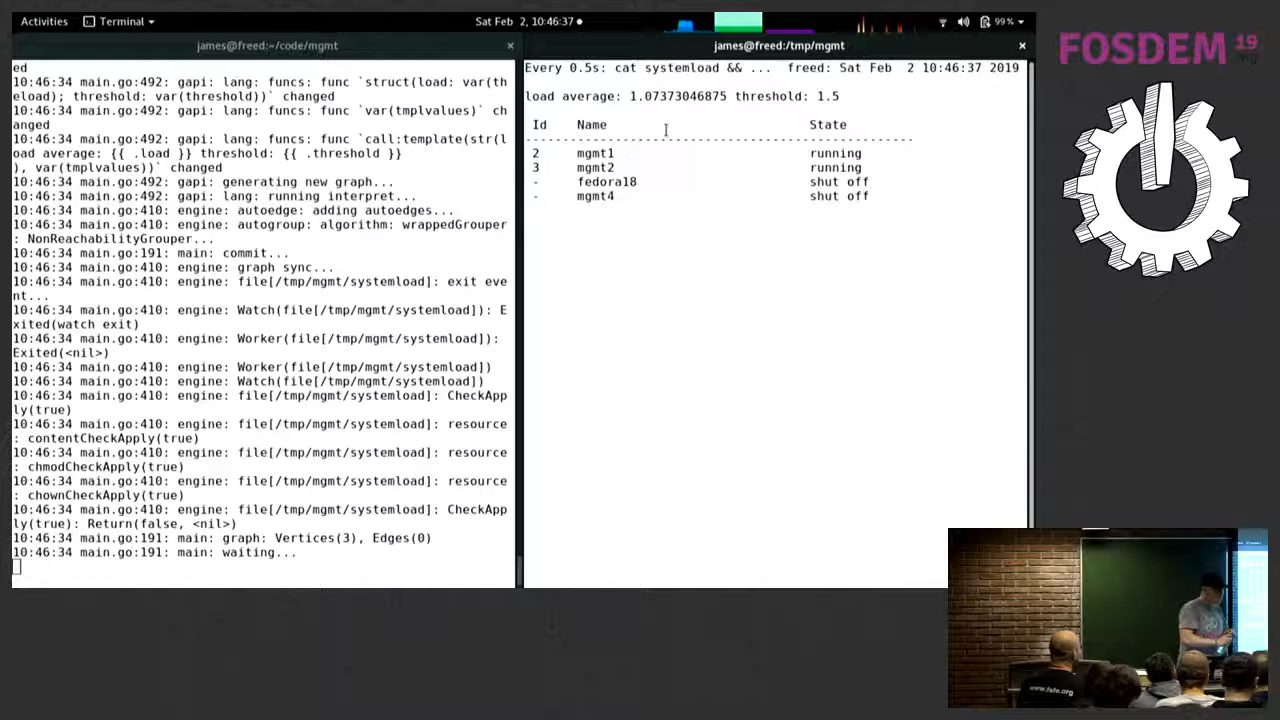 Activities Terminal Sat Feb 2, 10:46:37 99%
james@freed:~/code/mgmt
ed
10:46:34 main.go:492: gapi: lang: funcs: func `struct(load: var(th
eload); threshold: var(threshold))` changed
10:46:34 main.go:492: gapi: lang: funcs: func `var(tmplvalues)` ch
anged
10:46:34 main.go:492: gapi: lang: funcs: func `call:template(str(l
oad average: {{ .load }} threshold: {{ .threshold }}
), var(tmplvalues))` changed
10:46:34 main.go:492: gapi: generating new graph...
10:46:34 main.go:492: gapi: lang: running interpret...
10:46:34 main.go:410: engine: autoedge: adding autoedges...
10:46:34 main.go:410: engine: autogroup: algorithm: wrappedGrouper
: NonReachabilityGrouper...
10:46:34 main.go:191: main: commit...
10:46:34 main.go:410: engine: graph sync...
10:46:34 main.go:410: engine: file[/tmp/mgmt/systemload]: exit eve
nt...
10:46:34 main.go:410: engine: Watch(file[/tmp/mgmt/systemload]): E
xited(watch exit)
10:46:34 main.go:410: engine: Worker(file[/tmp/mgmt/systemload]):
Exited(<nil>)
10:46:34 main.go:410: engine: Worker(file[/tmp/mgmt/systemload])
10:46:34 main.go:410: engine: Watch(file[/tmp/mgmt/systemload])
10:46:34 main.go:410: engine: file[/tmp/mgmt/systemload]: CheckApp
ly(true)
10:46:34 main.go:410: engine: file[/tmp/mgmt/systemload]: resource
: contentCheckApply(true)
10:46:34 main.go:410: engine: file[/tmp/mgmt/systemload]: resource
: chmodCheckApply(true)
10:46:34 main.go:410: engine: file[/tmp/mgmt/systemload]: resource
: chownCheckApply(true)
10:46:34 main.go:410: engine: file[/tmp/mgmt/systemload]: CheckApp
ly(true): Return(false, <nil>)
10:46:34 main.go:191: main: graph: Vertices(3), Edges(0)
10:46:34 main.go:191: main: waiting...
james@freed:/tmp/mgmt
Every 0.5s: cat systemload && ... freed: Sat Feb 2 10:46:37 2019
load average: 1.07373046875 threshold: 1.5
Id Name State
----------------------------------------------------
2 mgmt1 running
3 mgmt2 running
- fedora18 shut off
- mgmt4 shut off
FOSDEM 19
.org
www.fsfe.org